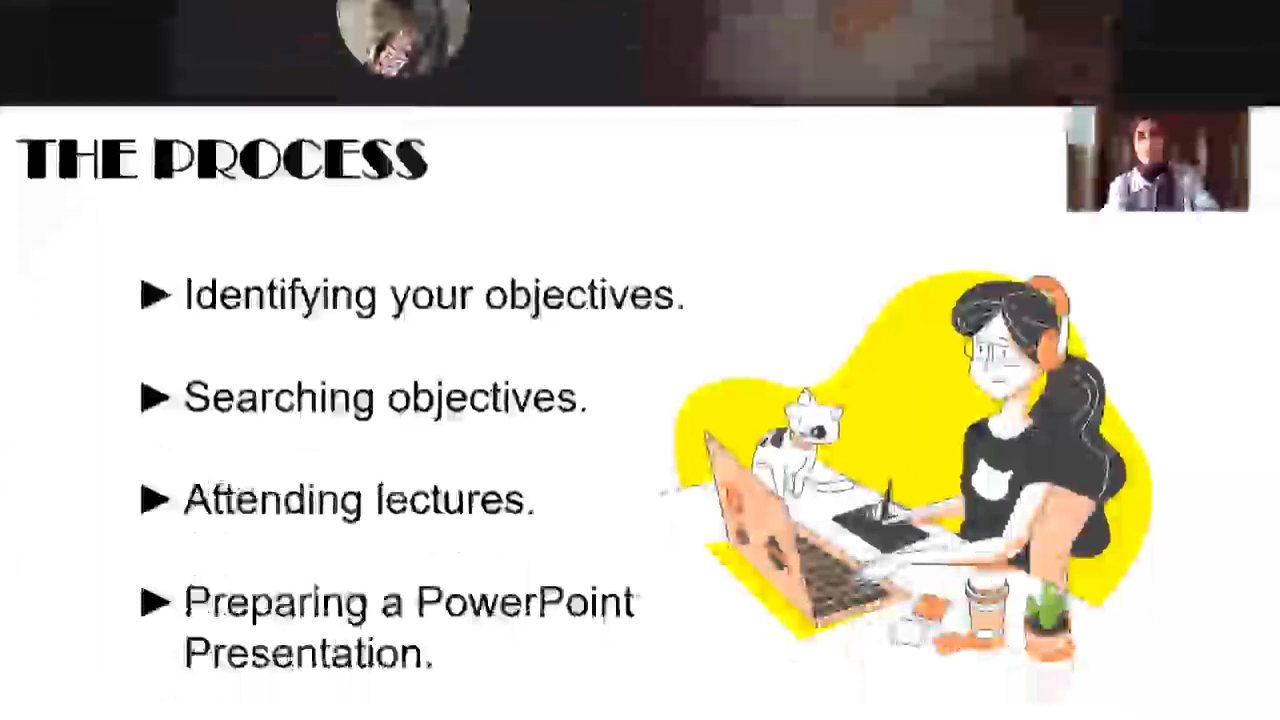 THE PROCESS
► Identifying your objectives.
► Searching objectives.
► Attending lectures.
► Preparing a PowerPoint
Presentation.